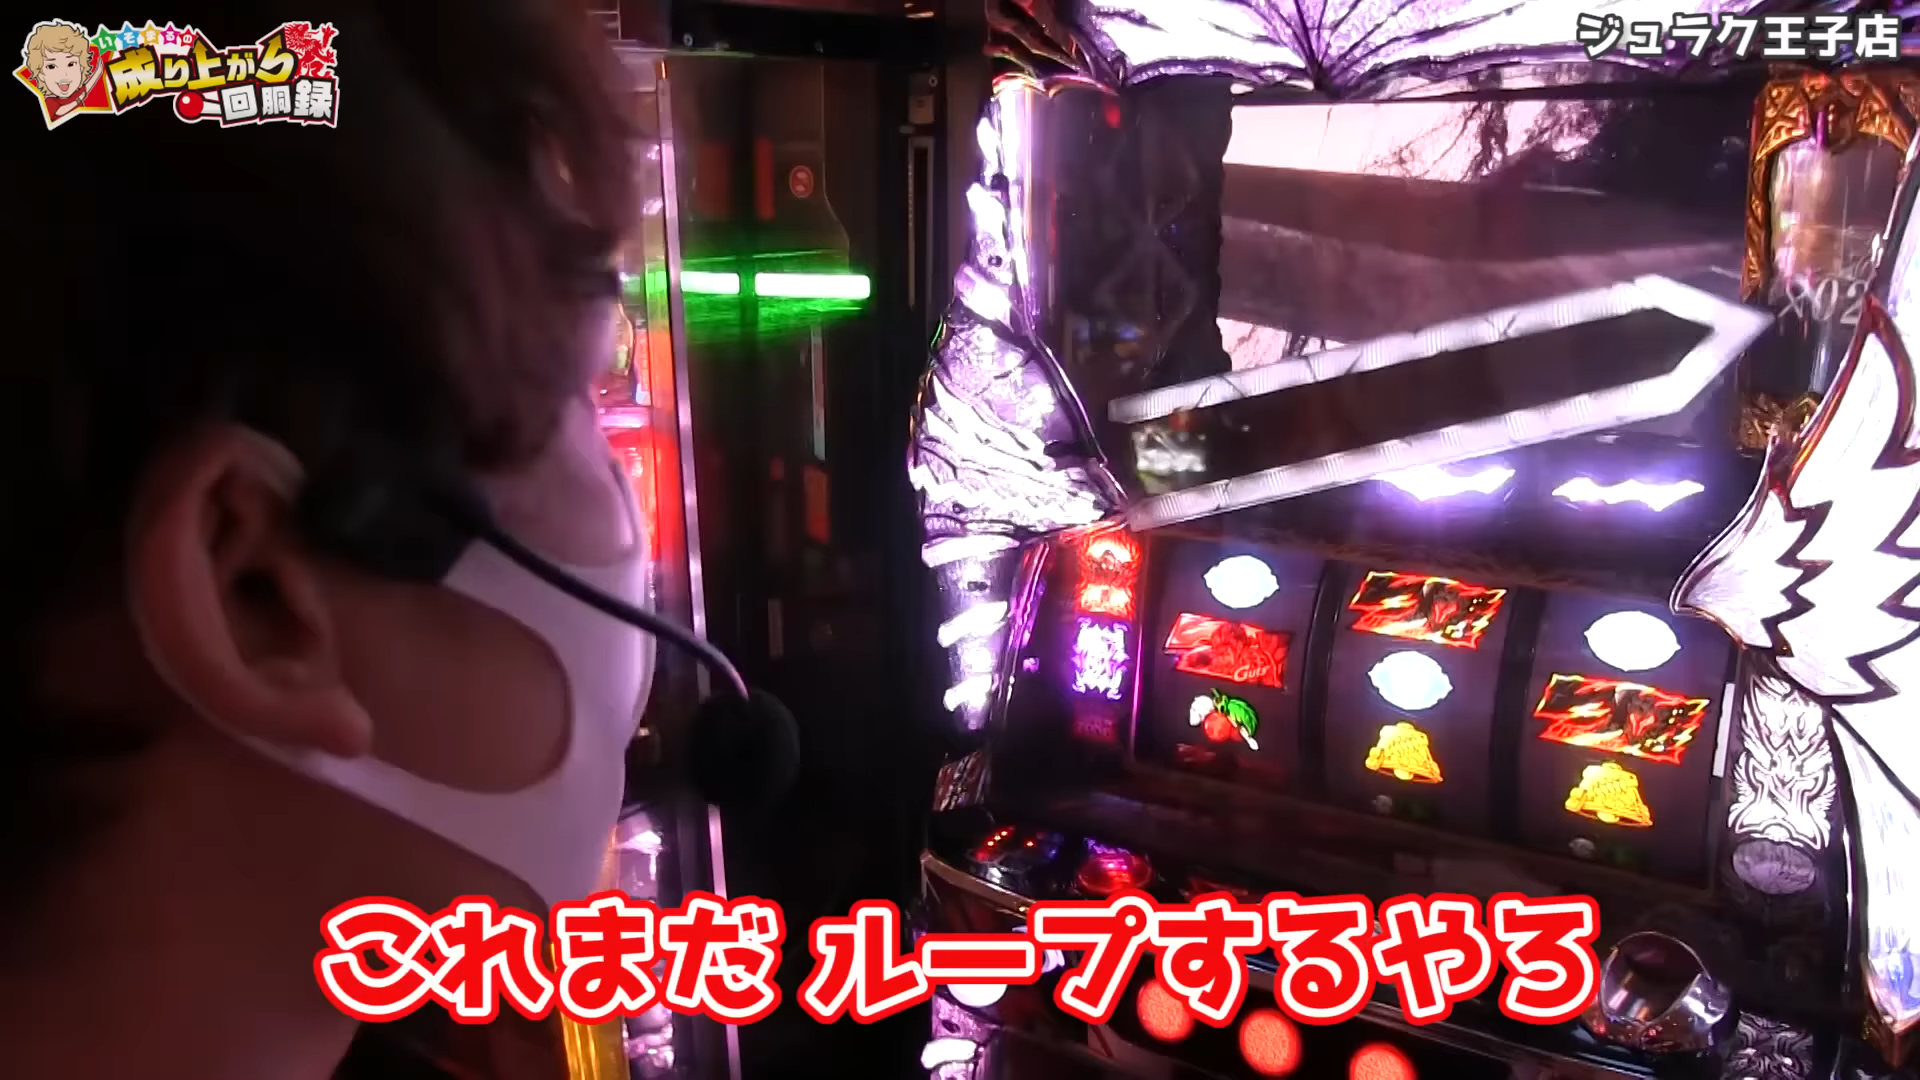 いそまるの
成り上がり
回胴録
ジュラク王子店
Guts
これまだ ループするやろ